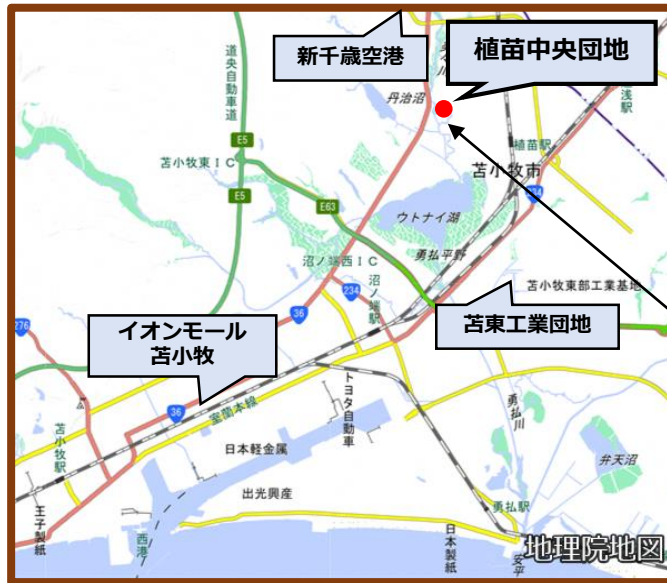 新千歳空港
植苗中央団地
道央自動車道
丹治沼
勇々川
植苗駅
E5
苫小牧東IC
E5
苫小牧市
E63
234
ウトナイ湖
勇払平野
沼ノ端西IC
沼ノ端駅
234
苫小牧東部工業基地
36
276
イオンモール
苫小牧
苫東工業団地
36
室蘭本線
トヨタ自動車
勇払川
苫小牧駅
日本軽金属
弁天沼
出光興産
勇払駅
王子製紙
西港
日本製紙
安平
地理院地図